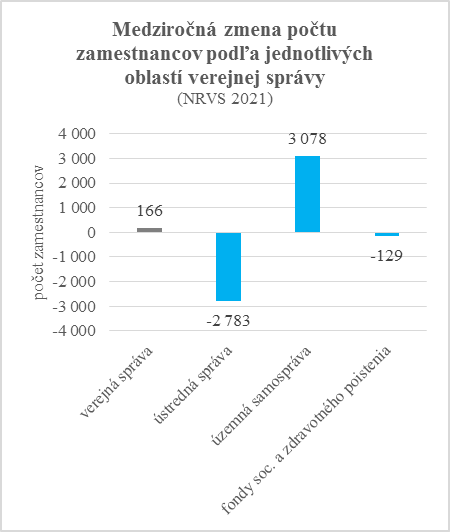 Medziročná zmena počtu
zamestnancov podľa jednotlivých
oblastí verejnej správy
(NRVS 2021)
počet zamestnancov
4 000
3 000
2 000
1 000
0
-1 000
-2 000
-3 000
-4 000
166
-2 783
3 078
-129
verejná správa
ústredná správa
územná samospráva
fondy soc. a zdravotného poistenia